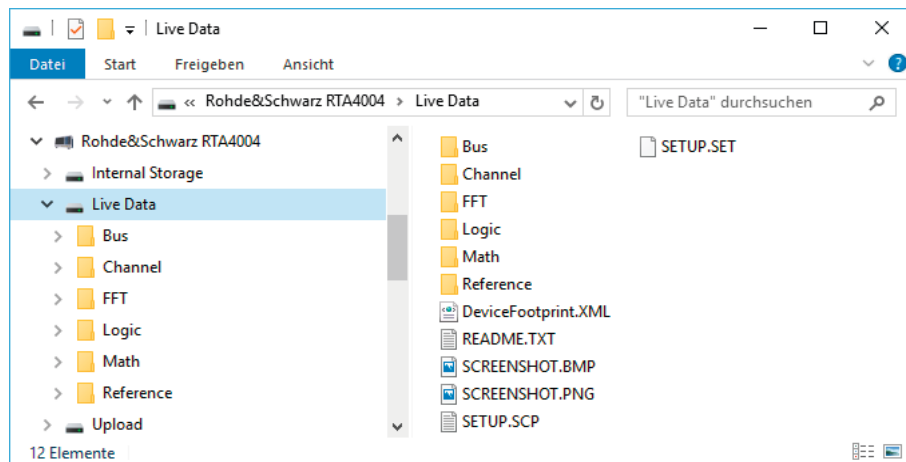 Live Data
Datei Start Freigeben Ansicht
?
« Rohde&Schwarz RTA4004 > Live Data "Live Data" durchsuchen
Rohde&Schwarz RTA4004
Internal Storage
Live Data
Bus
Channel
FFT
Logic
Math
Reference
Upload
Bus
Channel
FFT
Logic
Math
Reference
DeviceFootprint.XML
README.TXT
SCREENSHOT.BMP
SCREENSHOT.PNG
SETUP.SCP
SETUP.SET
12 Elemente